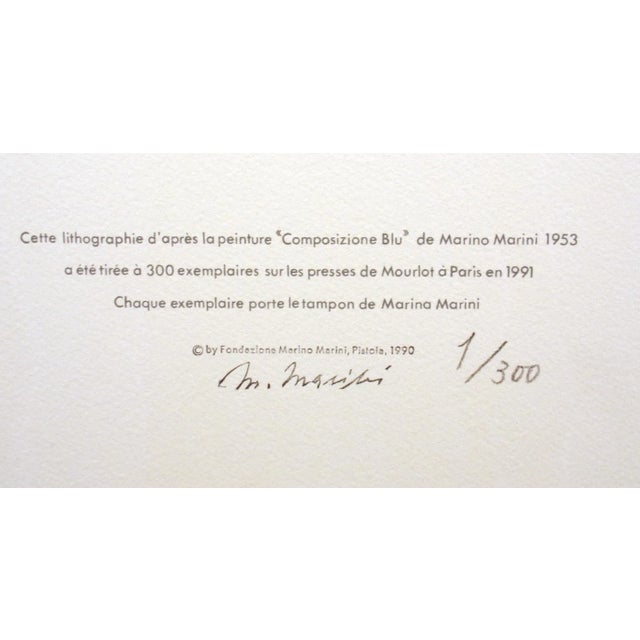 Cette lithographie d'après la peinture "Composizione Blu" de Marino Marini 1953
a été tirée à 300 exemplaires sur les presses de Mourlot à Paris en 1991
Chaque exemplaire porte le tampon de Marina Marini
© by Fondazione Marino Marini, Pistoia, 1990
M. Marini
1/300